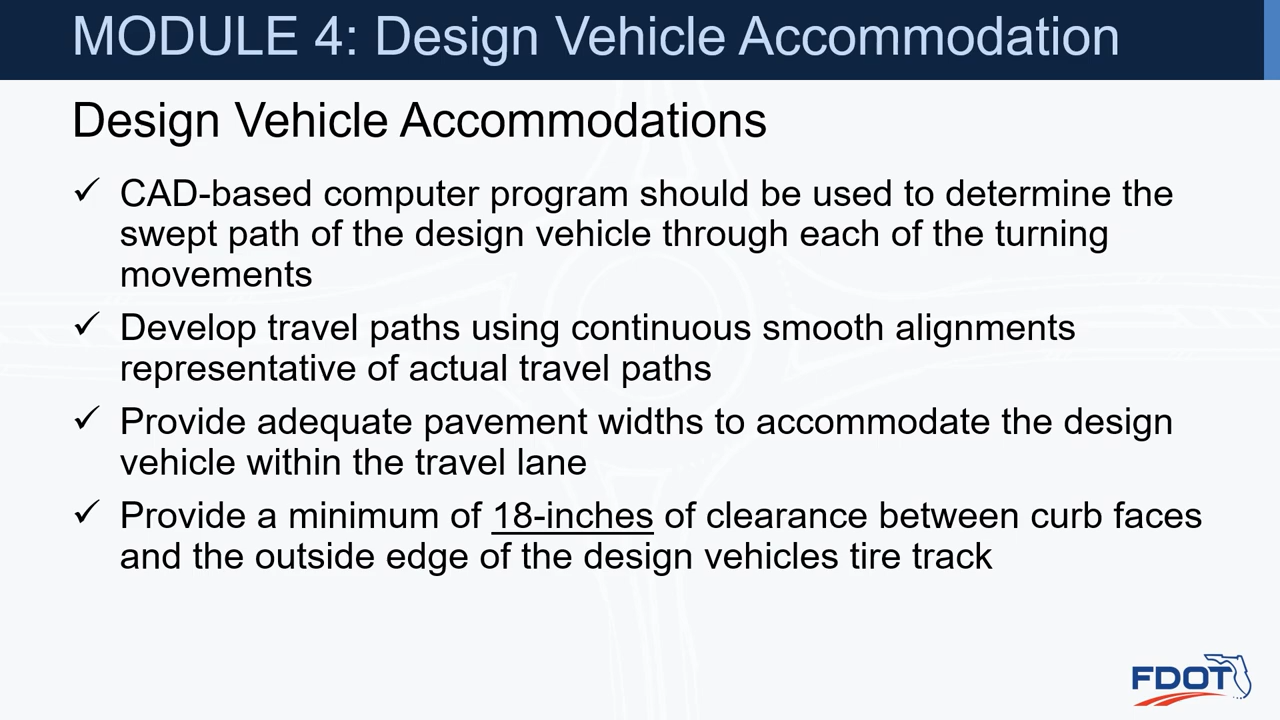 MODULE 4: Design Vehicle Accommodation
Design Vehicle Accommodations
✓ CAD-based computer program should be used to determine the
swept path of the design vehicle through each of the turning
movements
✓ Develop travel paths using continuous smooth alignments
representative of actual travel paths
✓ Provide adequate pavement widths to accommodate the design
vehicle within the travel lane
✓ Provide a minimum of 18-inches of clearance between curb faces
and the outside edge of the design vehicles tire track
FDOT